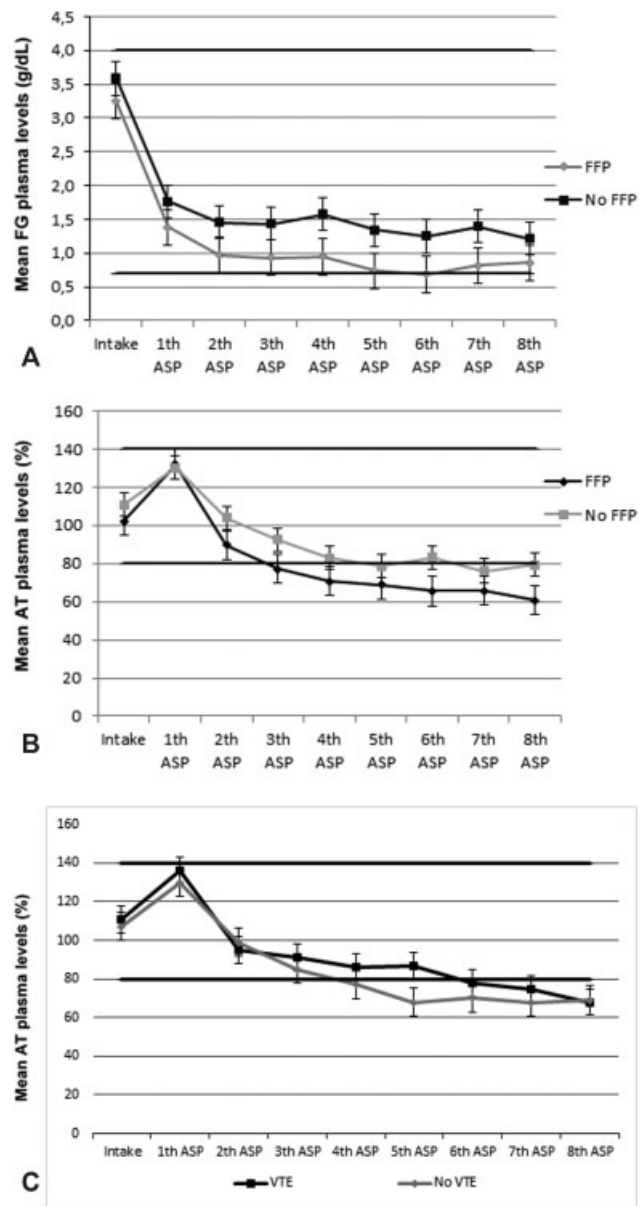 Mean FG plasma levels (g/dL)
4,5
4,0
3,5
3,0
2,5
2,0
1,5
1,0
0,5
0,0
FFP
No FFP
Intake 1th 2th 3th 4th 5th 6th 7th 8th
ASP ASP ASP ASP ASP ASP ASP ASP
A
Mean AT plasma levels (%)
160
140
120
100
80
60
40
20
0
FFP
No FFP
Intake 1th 2th 3th 4th 5th 6th 7th 8th
ASP ASP ASP ASP ASP ASP ASP ASP
B
Mean AT plasma levels (%)
160
140
120
100
80
60
40
20
0
Intake 1th ASP 2th ASP 3th ASP 4th ASP 5th ASP 6th ASP 7th ASP 8th ASP
C
VTE No VTE